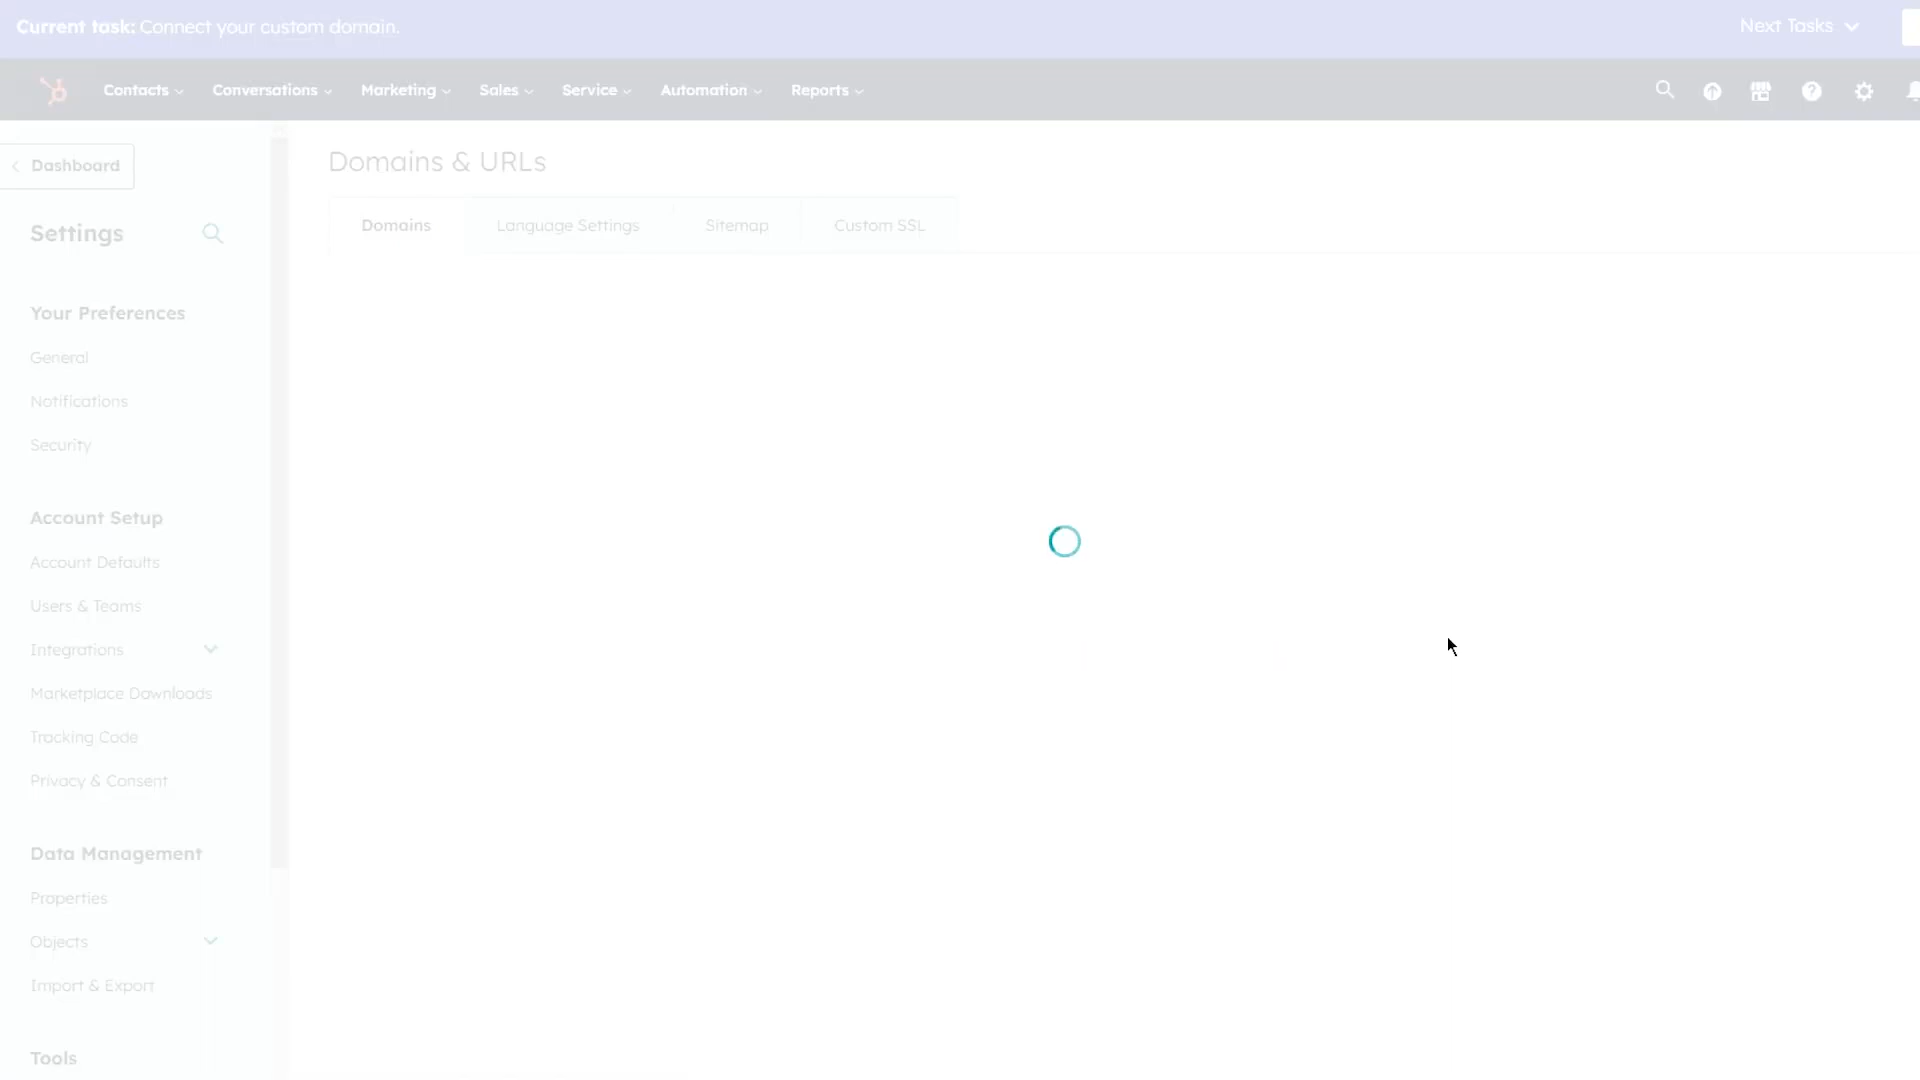 Current task: Connect your custom domain.
Next Tasks
Contacts Conversations Marketing Sales Service Automation Reports
Dashboard
Domains & URLs
Domains Language Settings Sitemap Custom SSL
Settings
Your Preferences
General
Notifications
Security
Account Setup
Account Defaults
Users & Teams
Integrations
Marketplace Downloads
Tracking Code
Privacy & Consent
Data Management
Properties
Objects
Import & Export
Tools